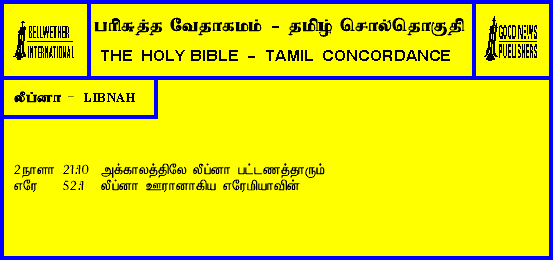 BELLWETHER
INTERNATIONAL
பரிசுத்த வேதாகமம் - தமிழ் சொல்தொகுதி
THE HOLY BIBLE - TAMIL CONCORDANCE
GOOD NEWS
PUBLISHERS
லீப்னா - LIBNAH
2நாளா 21:10 அக்காலத்திலே லீப்னா பட்டணத்தாரும்
எரே 52:1 லீப்னா ஊரானாகிய எரேமியாவின்